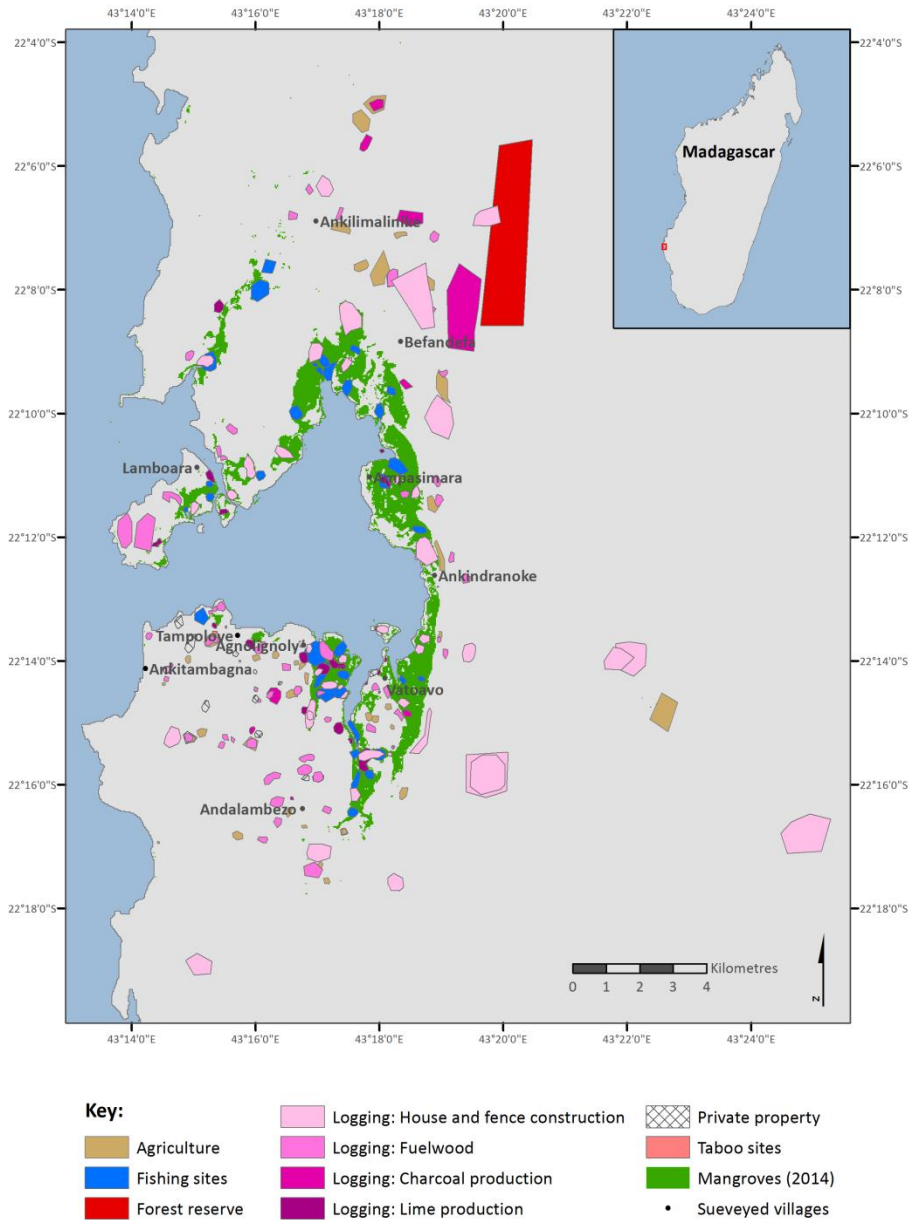 43°14'0"E 43°16'0"E 43°18'0"E 43°20'0"E 43°22'0"E 43°24'0"E
22°4'0"S 22°4'0"S
Madagascar
22°6'0"S 22°6'0"S
Ankilimalinike
22°8'0"S 22°8'0"S
Befandefa
22°10'0"S 22°10'0"S
Lamboara
Ampasimara
22°12'0"S 22°12'0"S
Ankindranoke
Tampolove
Agnolignoly
22°14'0"S 22°14'0"S
Ankitambagna
Vatoavo
22°16'0"S 22°16'0"S
Andalambezo
22°18'0"S 22°18'0"S
Kilometres
0 1 2 3 4
N
43°14'0"E 43°16'0"E 43°18'0"E 43°20'0"E 43°22'0"E 43°24'0"E
Key:
Agriculture
Fishing sites
Forest reserve
Logging: House and fence construction
Logging: Fuelwood
Logging: Charcoal production
Logging: Lime production
Private property
Taboo sites
Mangroves (2014)
Sueveyed villages